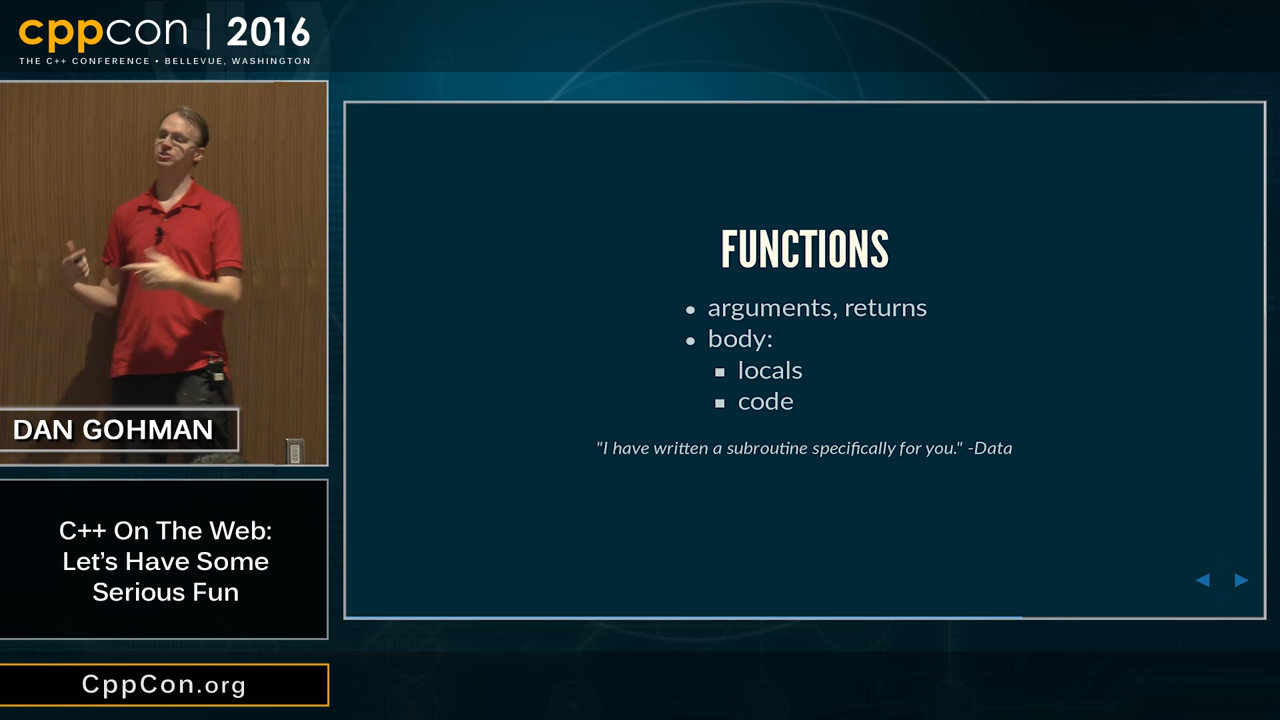 cppcon | 2016
THE C++ CONFERENCE • BELLEVUE, WASHINGTON
DAN GOHMAN
C++ On The Web:
Let's Have Some
Serious Fun
CppCon.org
FUNCTIONS
• arguments, returns
• body:
▪ locals
▪ code
"I have written a subroutine specifically for you." -Data